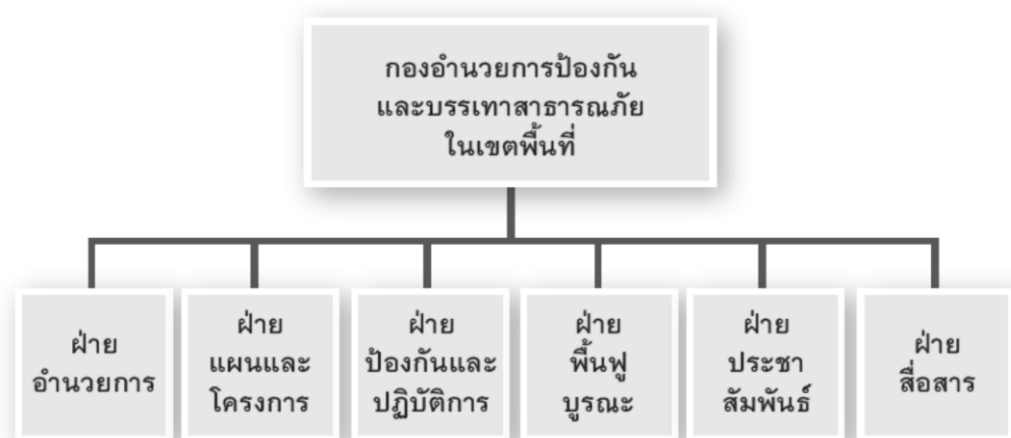 กองอำนวยการป้องกัน
และบรรเทาสาธารณภัย
ในเขตพื้นที่
ฝ่าย
อำนวยการ
ฝ่าย
แผนและ
โครงการ
ฝ่าย
ป้องกันและ
ปฏิบัติการ
ฝ่าย
พื้นฟู
บูรณะ
ฝ่าย
ประชา
สัมพันธ์
ฝ่าย
สื่อสาร